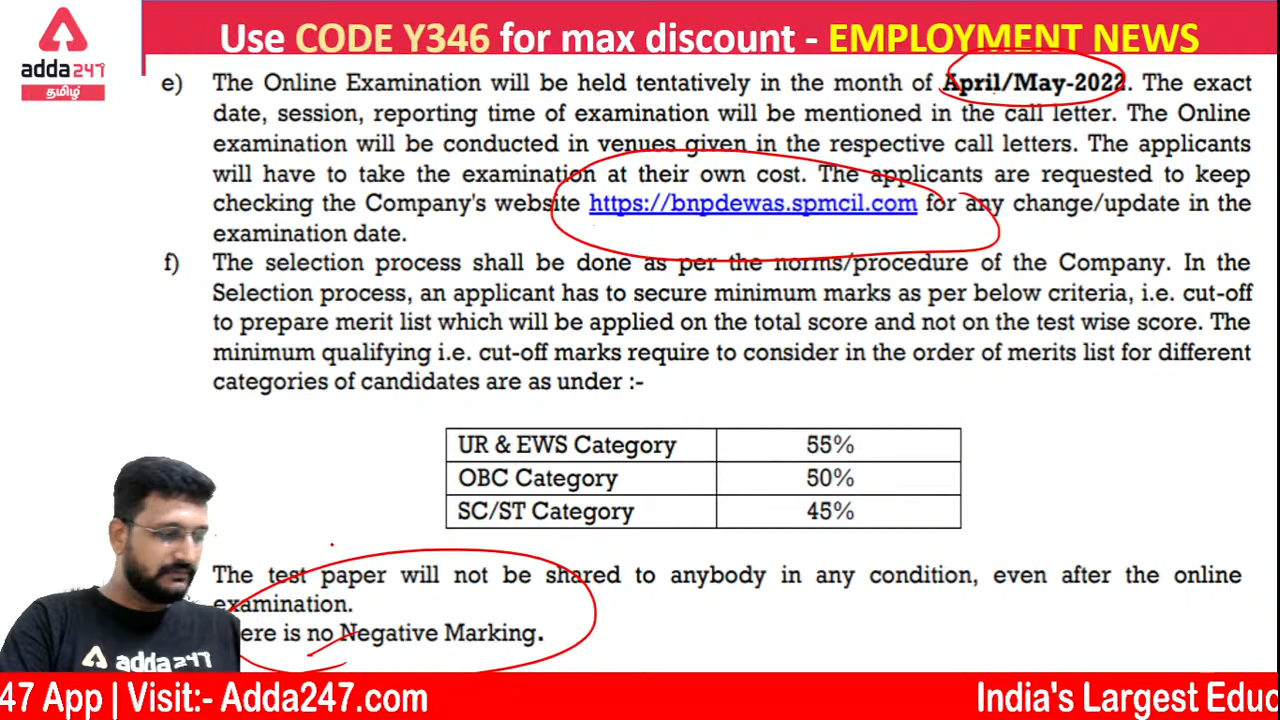 Use CODE Y346 for max discount - EMPLOYMENT NEWS
adda247
தமிழ்
e) The Online Examination will be held tentatively in the month of April/May-2022. The exact
date, session, reporting time of examination will be mentioned in the call letter. The Online
examination will be conducted in venues given in the respective call letters. The applicants
will have to take the examination at their own cost. The applicants are requested to keep
checking the Company's website https://bnpdewas.spmcil.com for any change/update in the
examination date.
f) The selection process shall be done as per the norms/procedure of the Company. In the
Selection process, an applicant has to secure minimum marks as per below criteria, i.e. cut-off
to prepare merit list which will be applied on the total score and not on the test wise score. The
minimum qualifying i.e. cut-off marks require to consider in the order of merits list for different
categories of candidates are as under :-
UR & EWS Category 55%
OBC Category 50%
SC/ST Category 45%
The test paper will not be shared to anybody in any condition, even after the online
examination.
ere is no Negative Marking.
adda247
47 App | Visit:- Adda247.com
India's Largest Educ